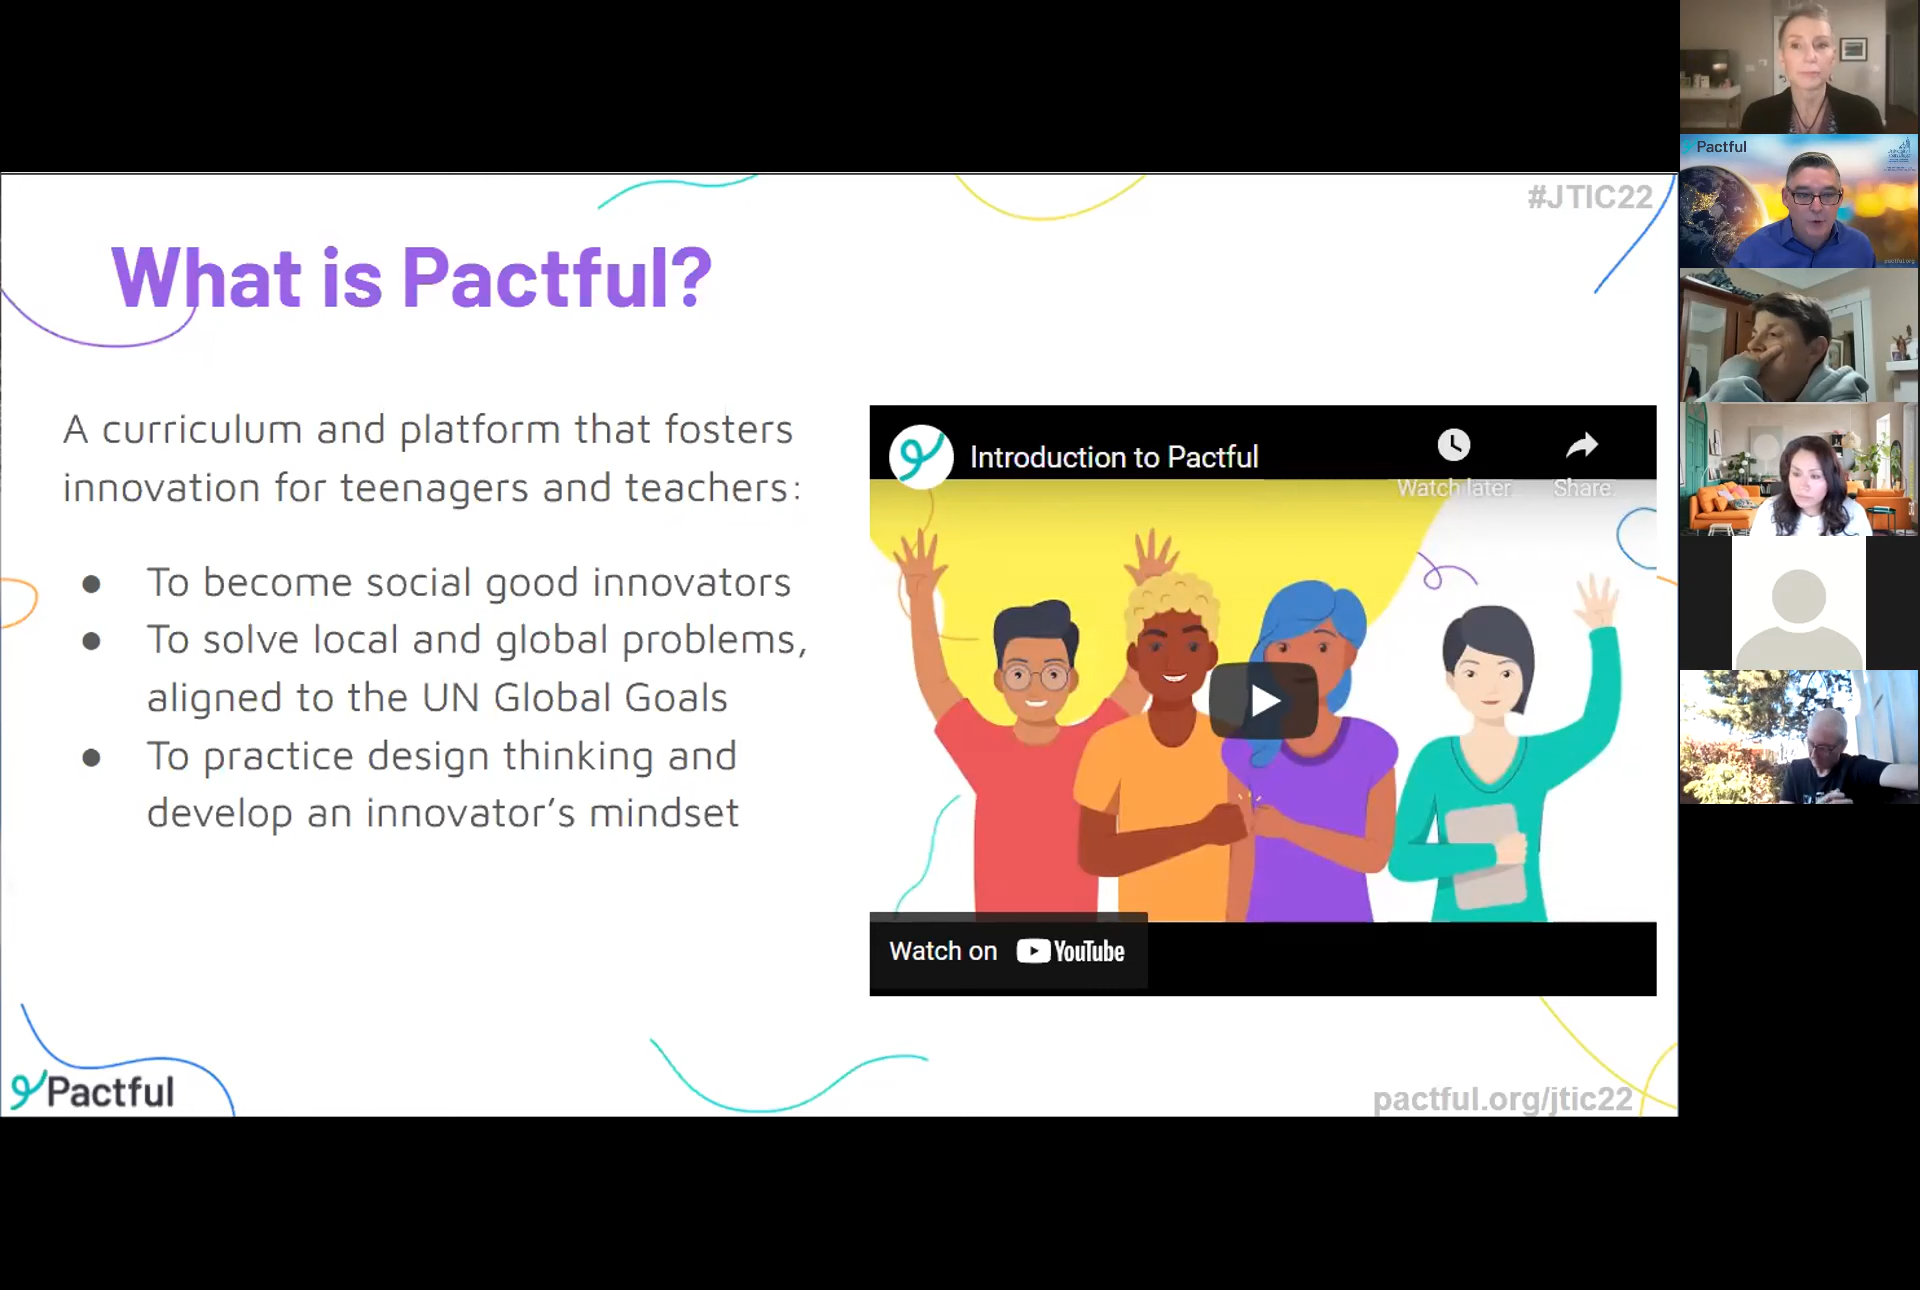 #JTIC22
What is Pactful?
A curriculum and platform that fosters
innovation for teenagers and teachers:
● To become social good innovators
● To solve local and global problems,
aligned to the UN Global Goals
● To practice design thinking and
develop an innovator's mindset
Introduction to Pactful
Watch later
Share
Watch on YouTube
Pactful
pactful.org/jtic22
Pactful
pactful.org